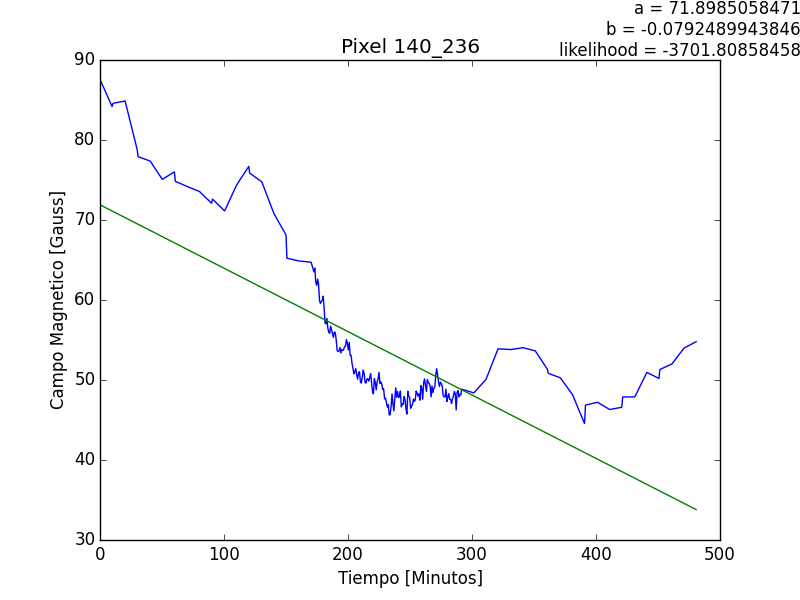 a = 71.8985058471
b = -0.0792489943846
likelihood = -3701.80858458
Pixel 140_236
90
80
70
60
50
40
30
Campo Magnetico [Gauss]
0 100 200 300 400 500
Tiempo [Minutos]